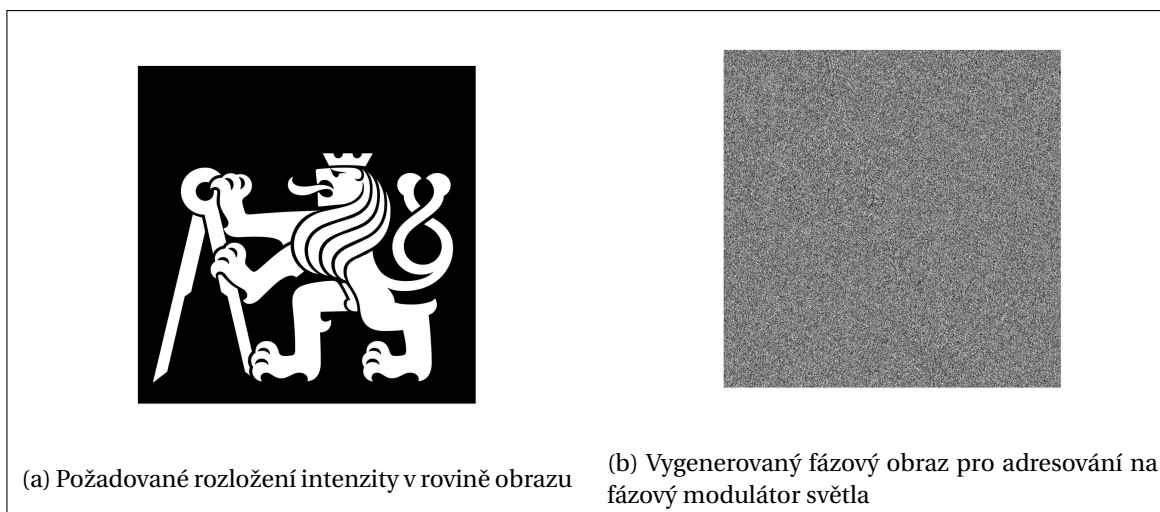 (a) Požadované rozložení intenzity v rovině obrazu
(b) Vygenerovaný fázový obraz pro adresování na
fázový modulátor světla